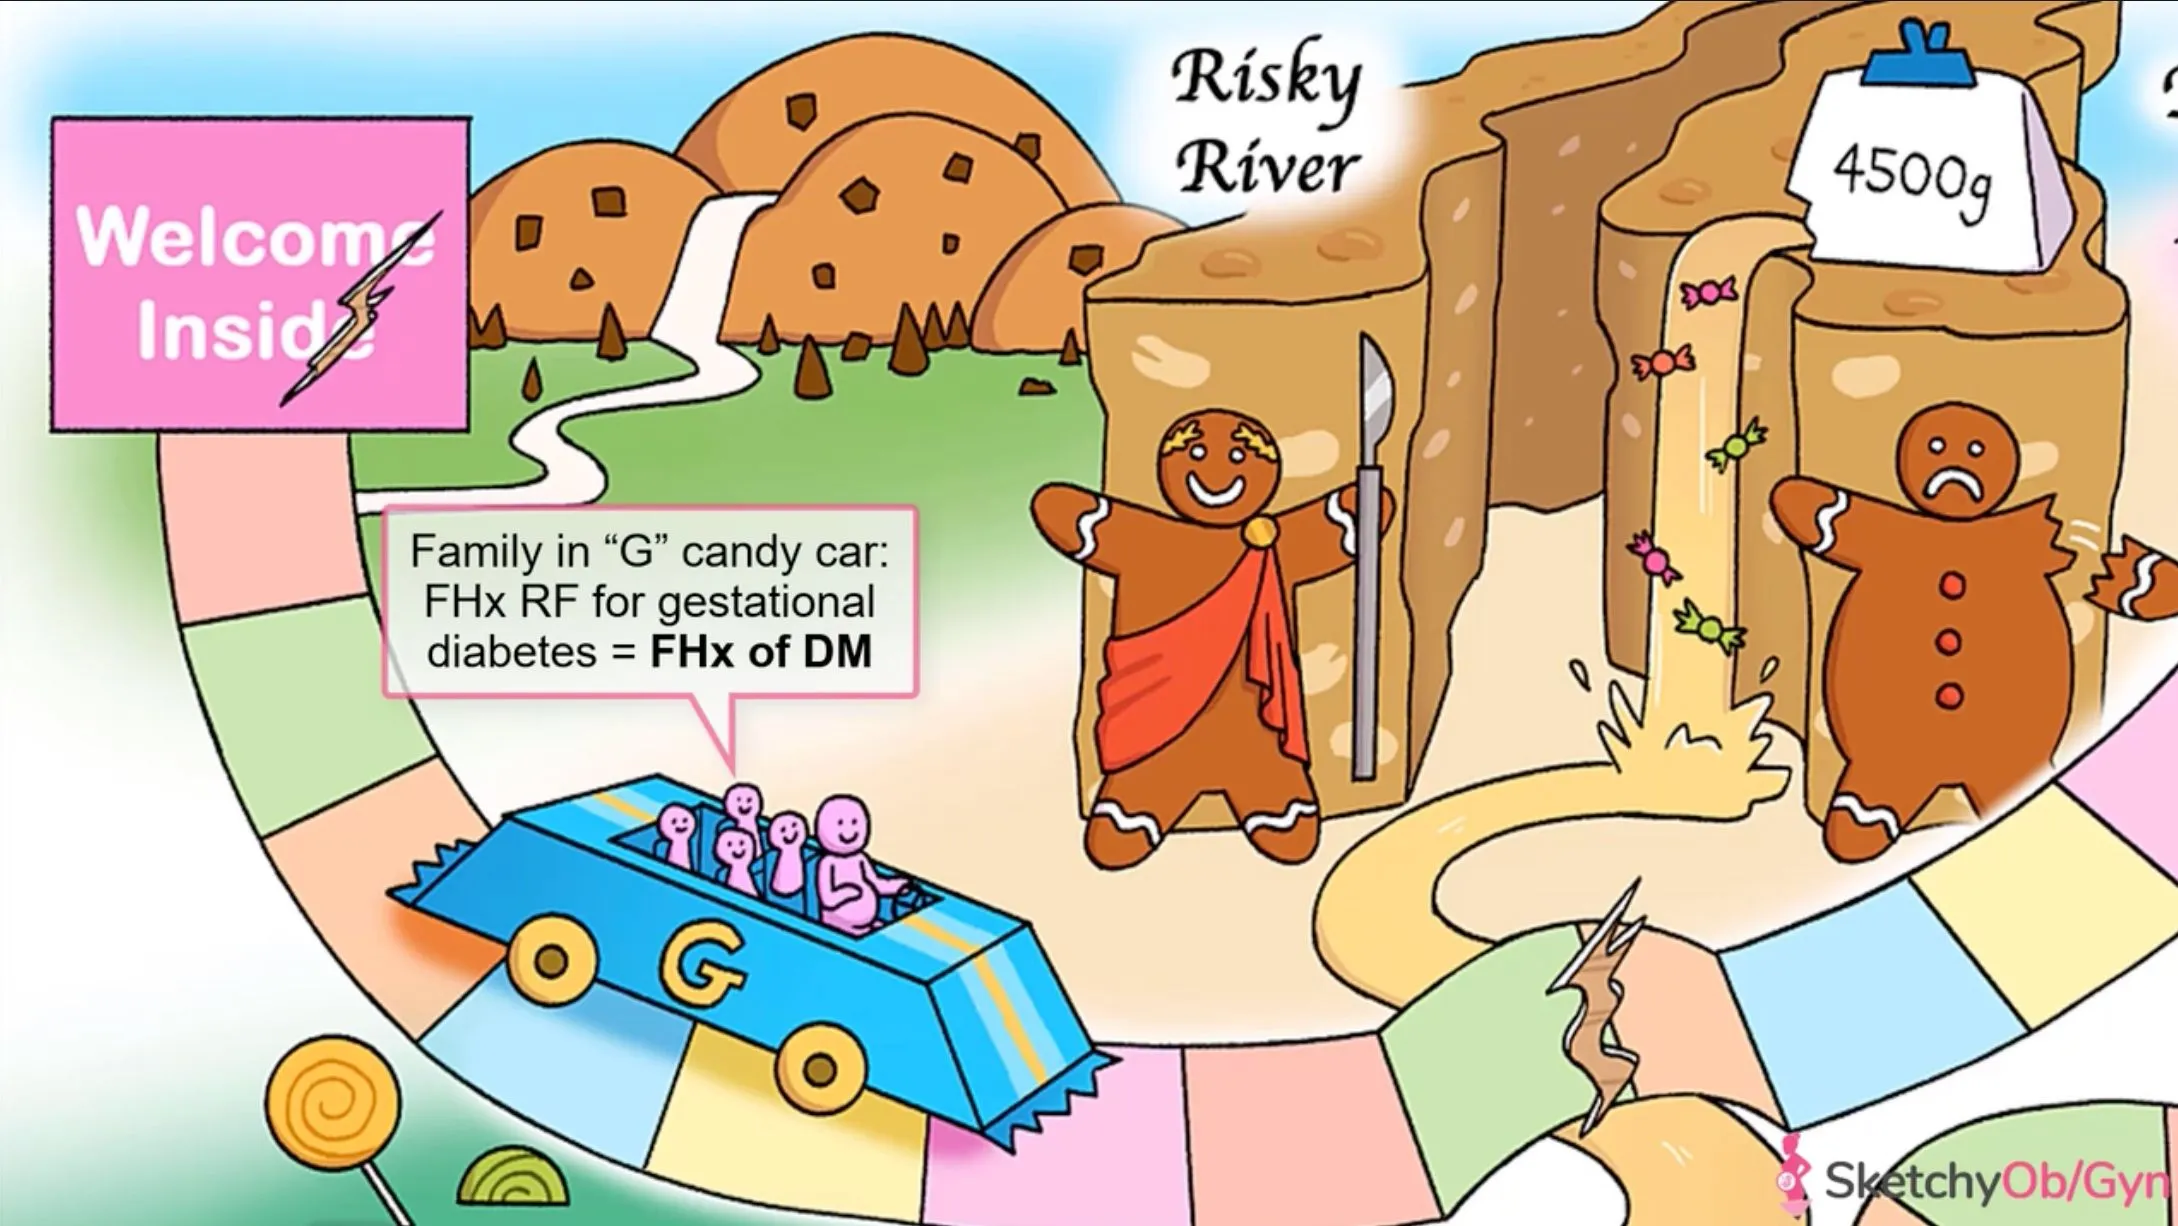 Welcome
Inside
Risky
River
4500g
Family in “G” candy car:
FHx RF for gestational
diabetes = FHx of DM
G
SketchyOb/Gyn